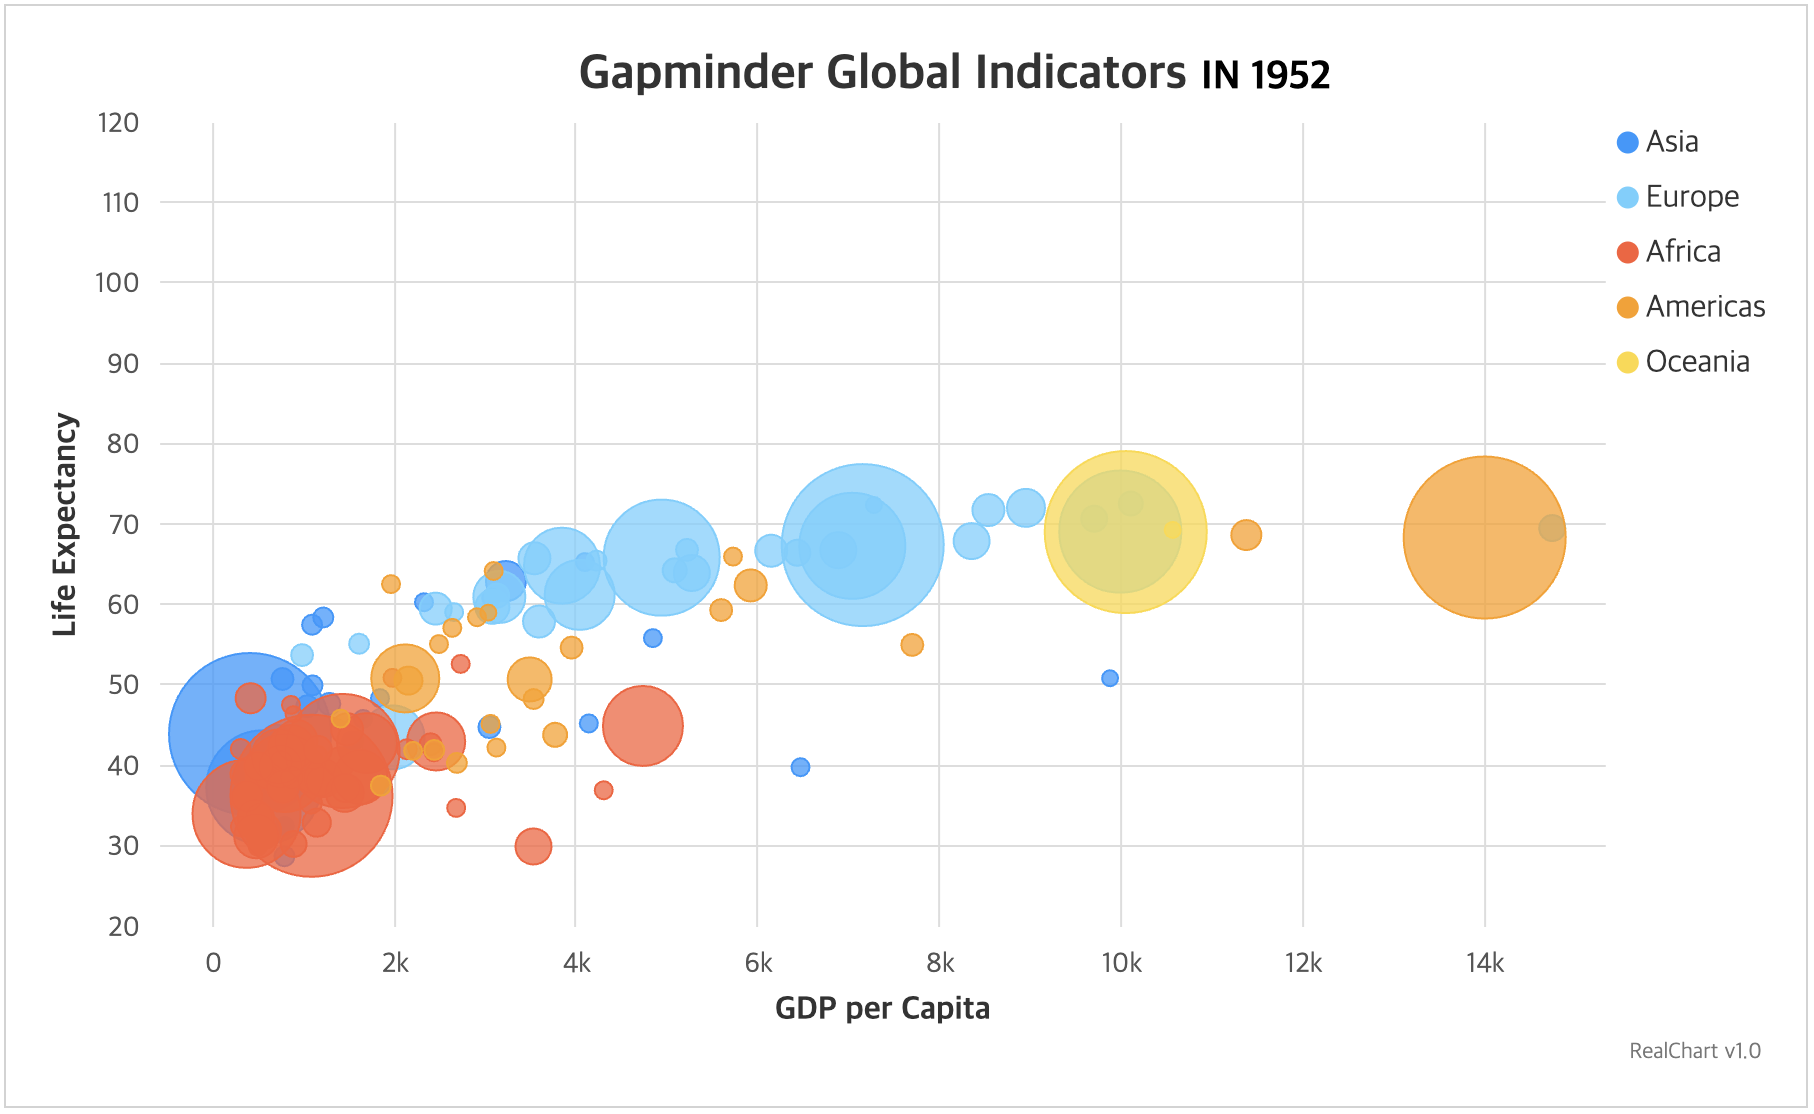 Gapminder Global Indicators IN 1952
120
110
100
90
80
70
60
50
40
30
20
Life Expectancy
0 2k 4k 6k 8k 10k 12k 14k
GDP per Capita
Asia
Europe
Africa
Americas
Oceania
RealChart v1.0